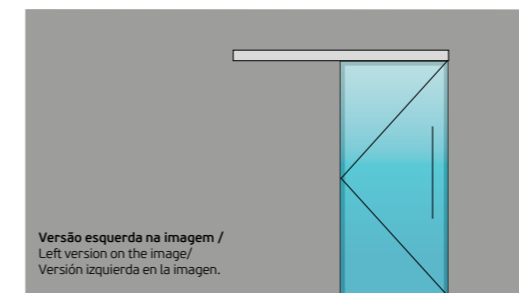 Versão esquerda na imagem /
Left version on the image/
Versión izquierda en la imagen.